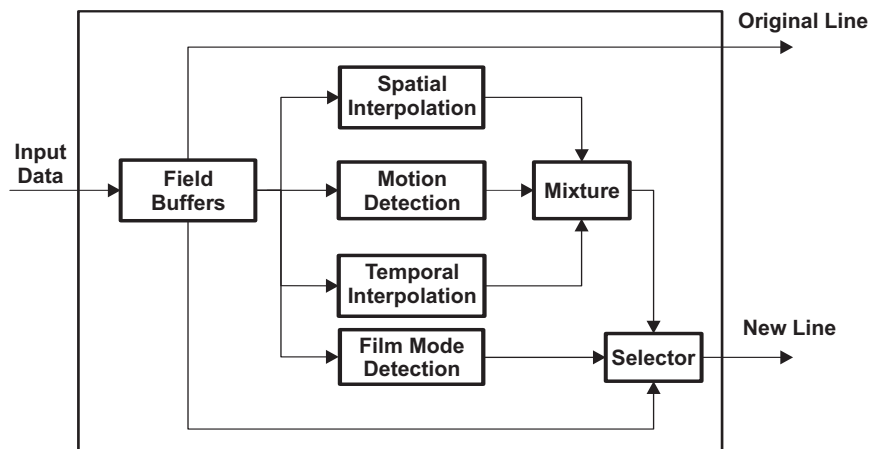 Original Line
Spatial
Interpolation
Input
Data
Field
Buffers
Motion
Detection
Mixture
Temporal
Interpolation
New Line
Film Mode
Detection
Selector